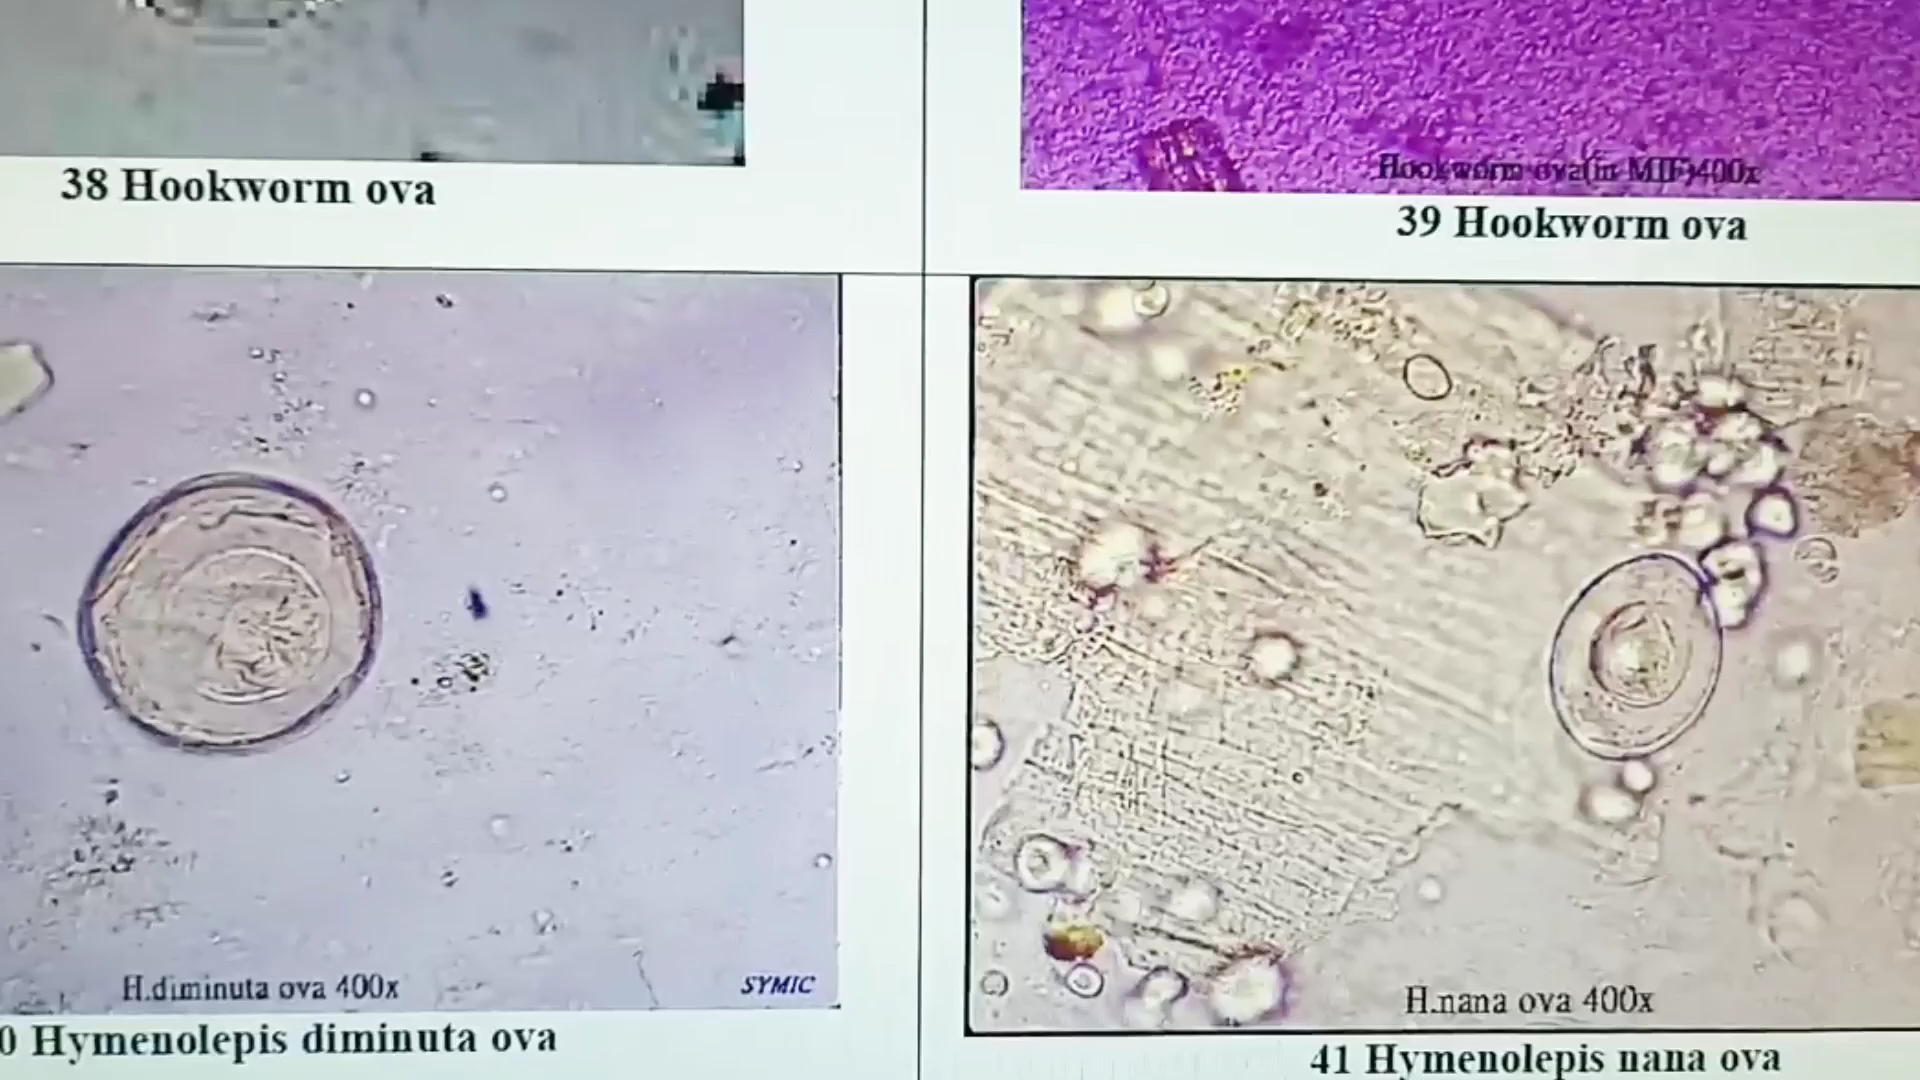 38 Hookworm ova
Hookworm ova(in MIF)400x
39 Hookworm ova
H.diminuta ova 400x
SYMIC
0 Hymenolepis diminuta ova
H.nana ova 400x
41 Hymenolepis nana ova